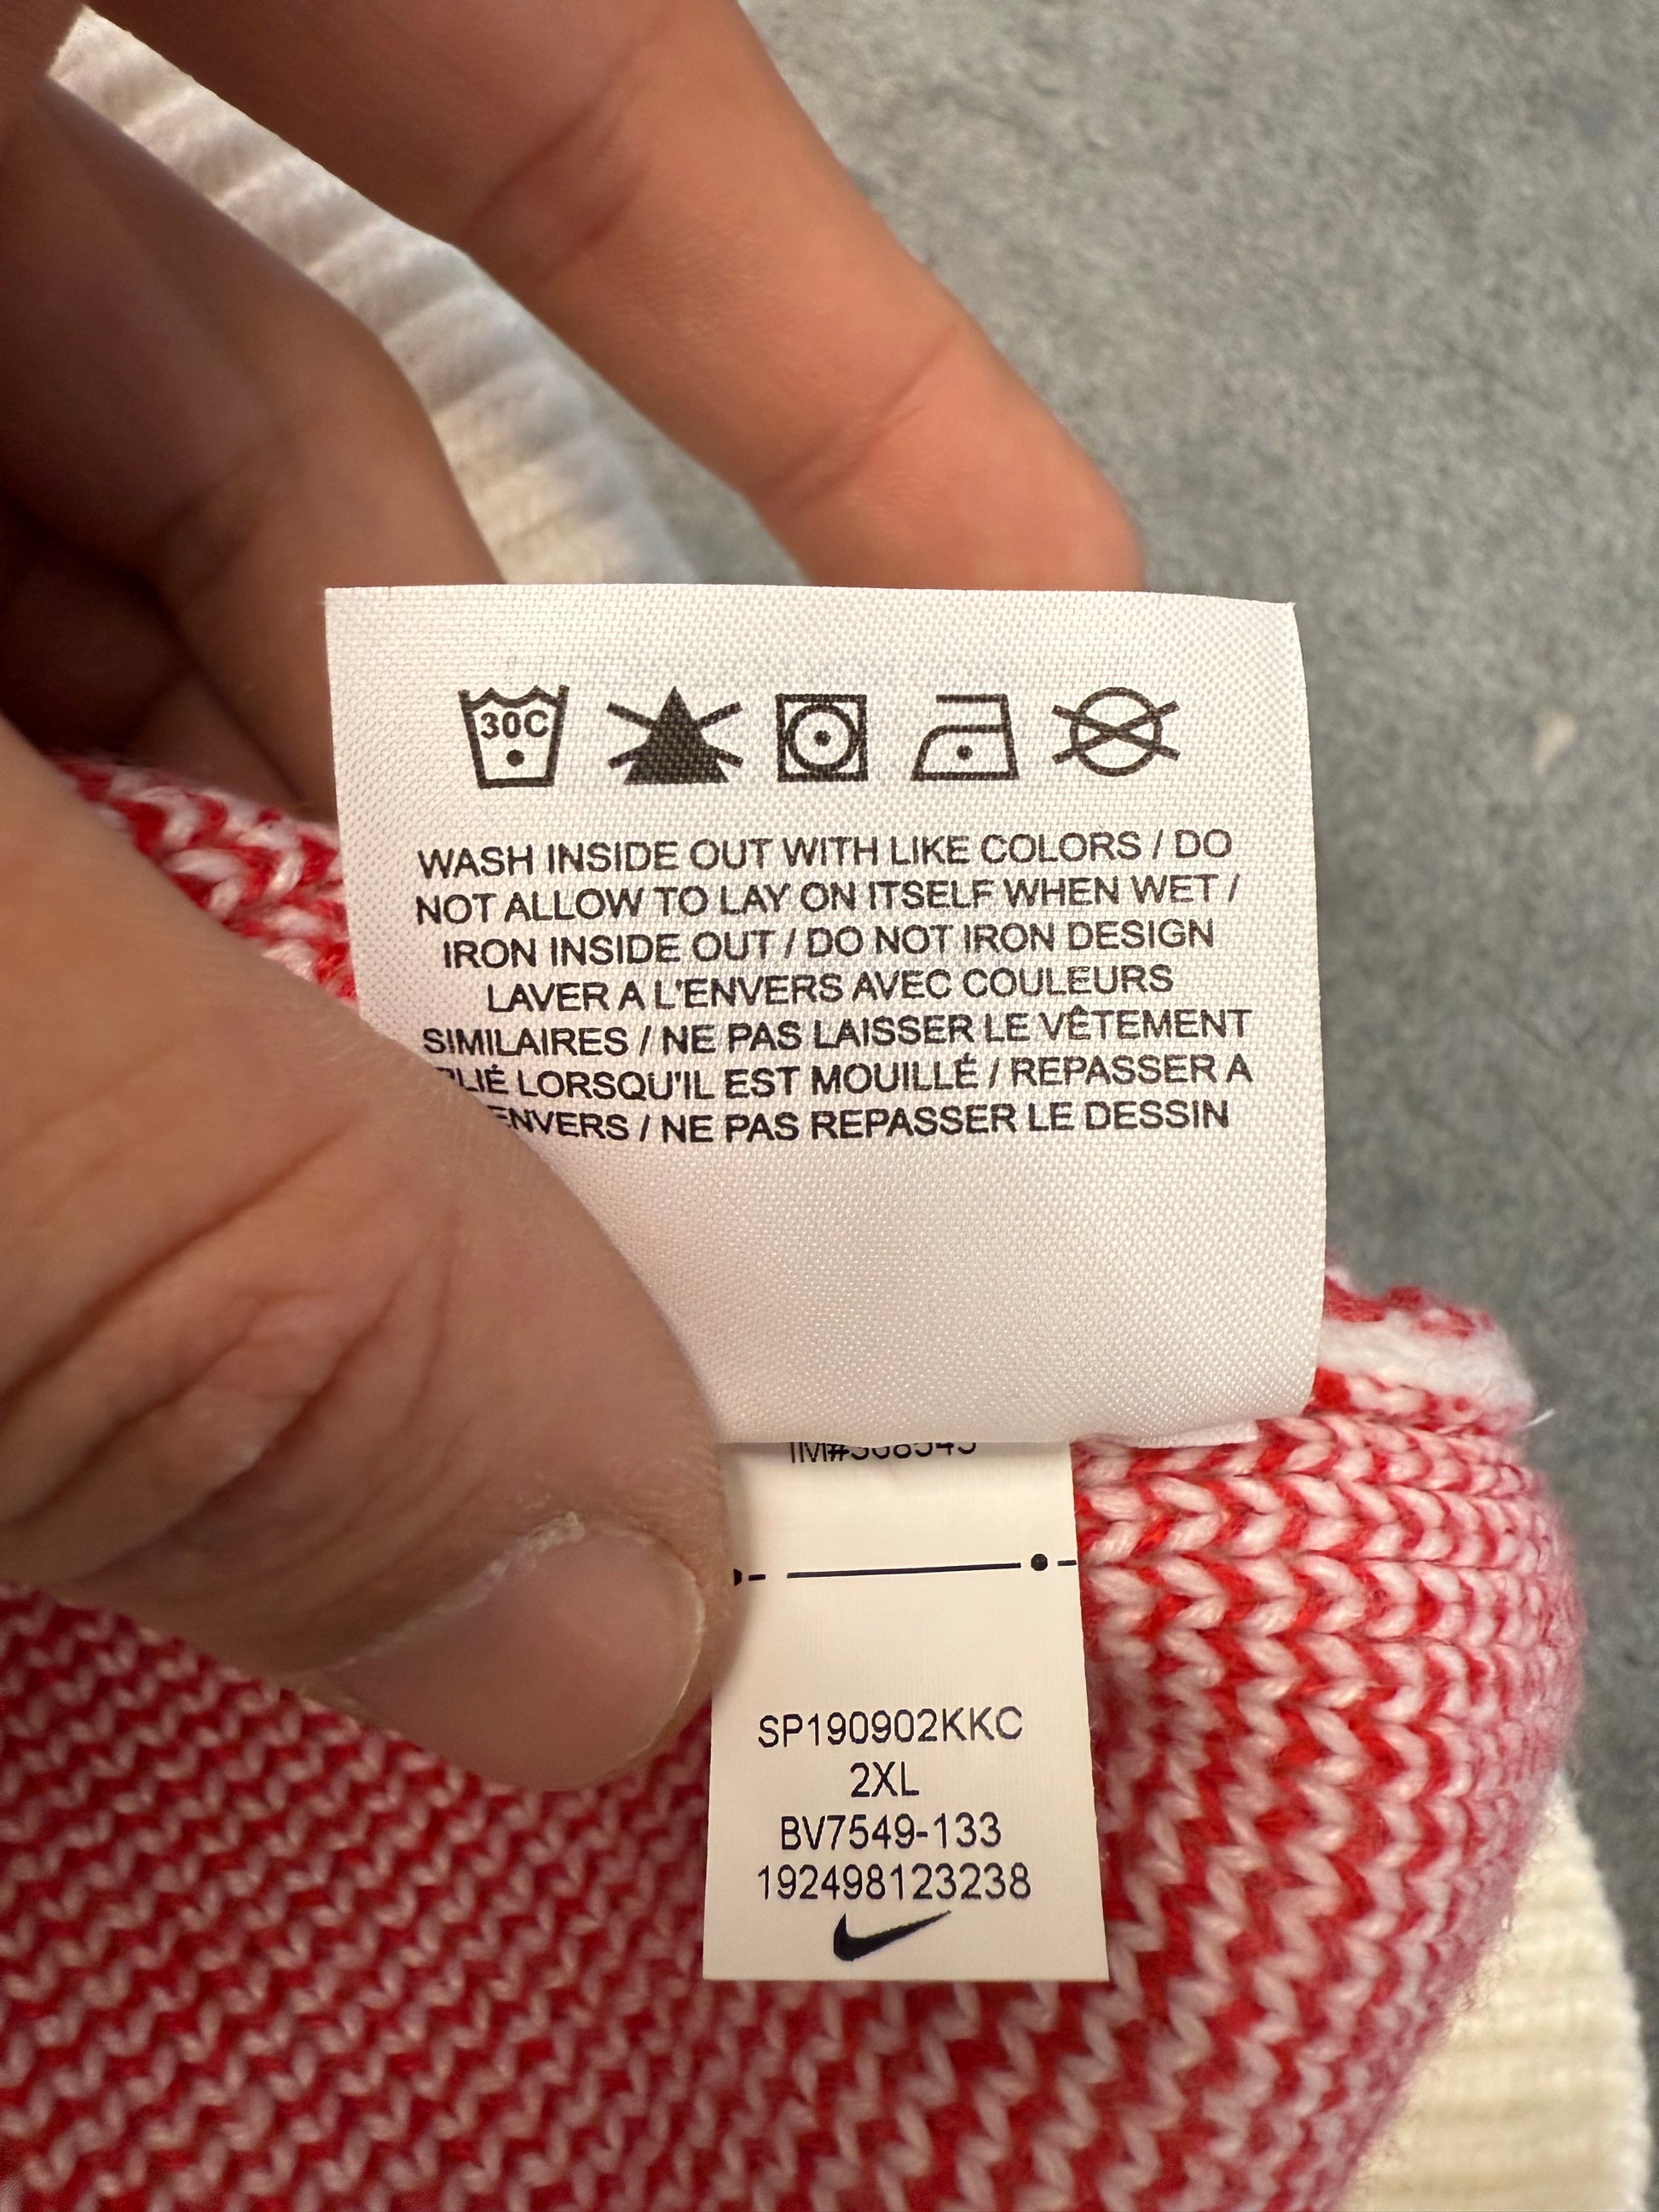 30C
WASH INSIDE OUT WITH LIKE COLORS / DO
NOT ALLOW TO LAY ON ITSELF WHEN WET /
IRON INSIDE OUT / DO NOT IRON DESIGN
LAVER A L'ENVERS AVEC COULEURS
SIMILAIRES / NE PAS LAISSER LE VÊTEMENT
LORSQU'IL EST MOUILLÉ / REPASSER A
/ NE PAS REPASSER LE DESSIN
SP190902KKC
2XL
BV7549-133
192498123238